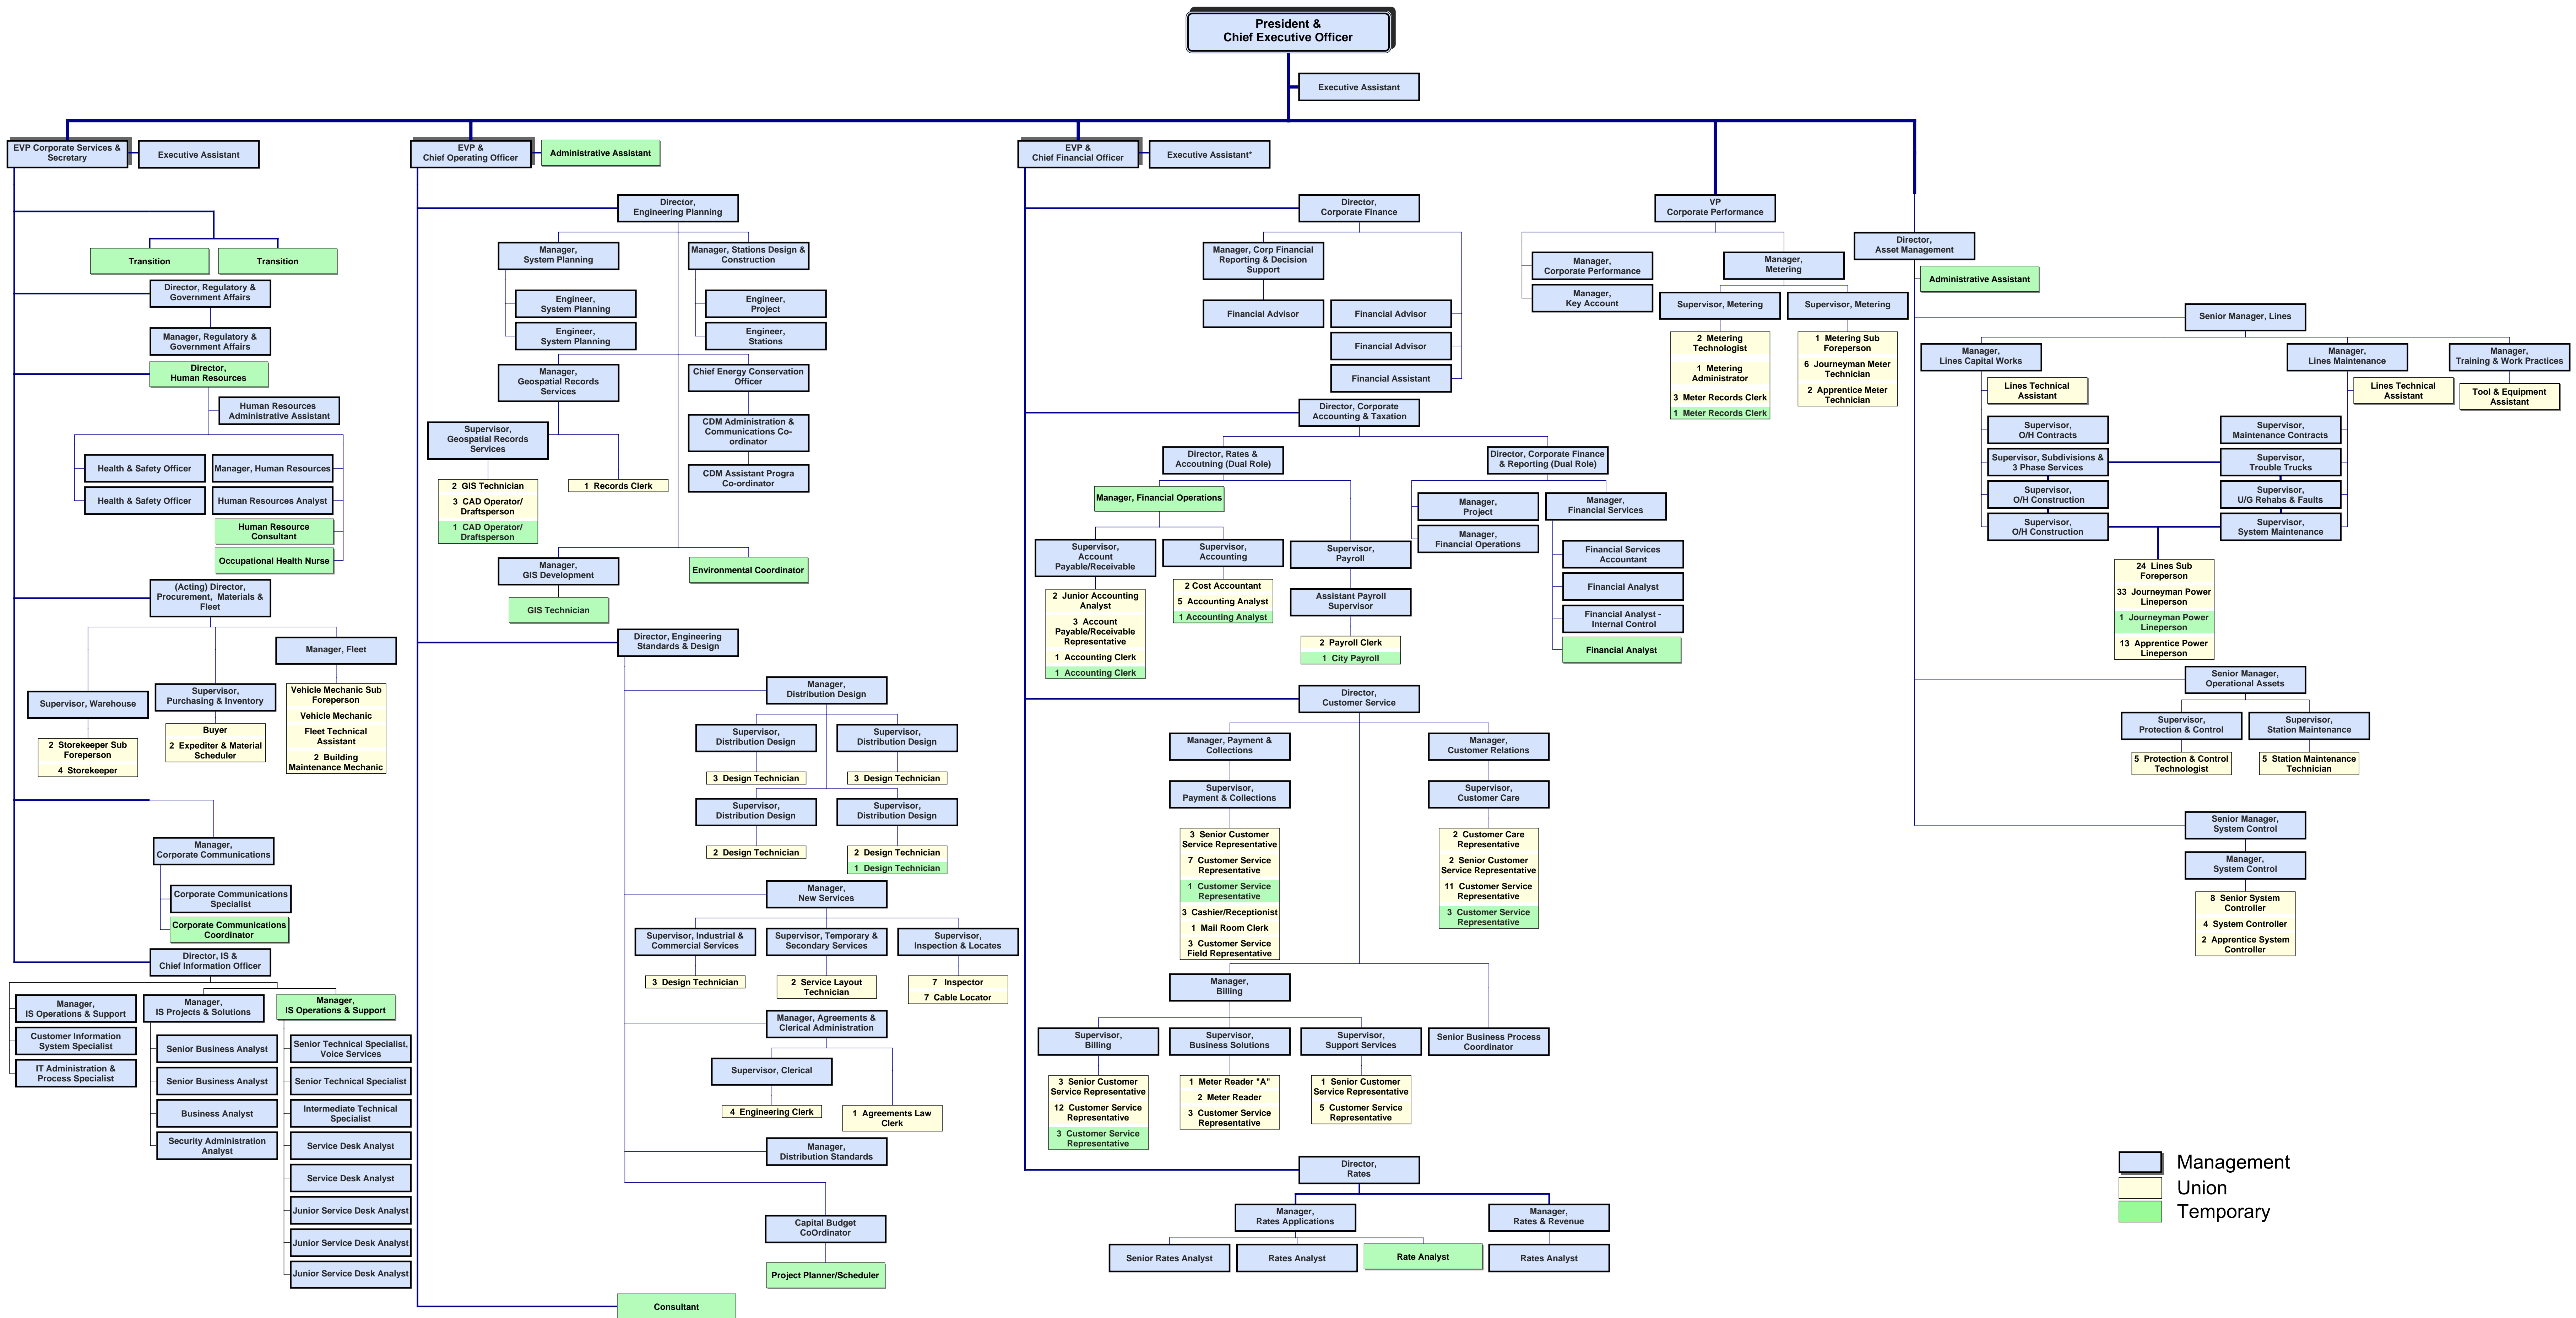 President &
Chief Executive Officer
Executive Assistant
EVP Corporate Services &
Secretary
Executive Assistant
Transition
Transition
Director, Regulatory &
Government Affairs
Manager, Regulatory &
Government Affairs
Director,
Human Resources
Human Resources
Administrative Assistant
Health & Safety Officer
Manager, Human Resources
Health & Safety Officer
Human Resources Analyst
Human Resource
Consultant
Occupational Health Nurse
(Acting) Director,
Procurement, Materials &
Fleet
Manager, Fleet
Supervisor, Warehouse
Supervisor,
Purchasing & Inventory
Vehicle Mechanic Sub
Foreperson
Vehicle Mechanic
Fleet Technical
Assistant
2 Building
Maintenance Mechanic
Buyer
2 Expediter & Material
Scheduler
2 Storekeeper Sub
Foreperson
4 Storekeeper
Manager,
Corporate Communications
Corporate Communications
Specialist
Corporate Communications
Coordinator
Director, IS &
Chief Information Officer
Manager,
IS Operations & Support
Customer Information
System Specialist
IT Administration &
Process Specialist
Manager,
IS Projects & Solutions
Senior Business Analyst
Senior Business Analyst
Business Analyst
Security Administration
Analyst
Manager,
IS Operations & Support
Senior Technical Specialist,
Voice Services
Senior Technical Specialist
Intermediate Technical
Specialist
Service Desk Analyst
Service Desk Analyst
Junior Service Desk Analyst
Junior Service Desk Analyst
Junior Service Desk Analyst
EVP &
Chief Operating Officer
Administrative Assistant
Director,
Engineering Planning
Manager,
System Planning
Engineer,
System Planning
Engineer,
System Planning
Manager, Stations Design &
Construction
Engineer,
Project
Engineer,
Stations
Manager,
Geospatial Records
Services
Supervisor,
Geospatial Records
Services
2 GIS Technician
3 CAD Operator/
Draftsperson
1 CAD Operator/
Draftsperson
1 Records Clerk
Chief Energy Conservation
Officer
CDM Administration &
Communications Co-
ordinator
CDM Assistant Progra
Co-ordinator
Manager,
GIS Development
GIS Technician
Environmental Coordinator
Director, Engineering
Standards & Design
Manager,
Distribution Design
Supervisor,
Distribution Design
3 Design Technician
Supervisor,
Distribution Design
3 Design Technician
Supervisor,
Distribution Design
2 Design Technician
Supervisor,
Distribution Design
2 Design Technician
1 Design Technician
Manager,
New Services
Supervisor, Industrial &
Commercial Services
3 Design Technician
Supervisor, Temporary &
Secondary Services
2 Service Layout
Technician
Supervisor,
Inspection & Locates
7 Inspector
7 Cable Locator
Manager, Agreements &
Clerical Administration
Supervisor, Clerical
4 Engineering Clerk
1 Agreements Law
Clerk
Manager,
Distribution Standards
Capital Budget
CoOrdinator
Project Planner/Scheduler
Consultant
EVP &
Chief Financial Officer
Executive Assistant*
Director,
Corporate Finance
Manager, Corp Financial
Reporting & Decision
Support
Financial Advisor
Financial Advisor
Financial Advisor
Financial Assistant
Director, Corporate
Accounting & Taxation
Director, Rates &
Accoutning (Dual Role)
Manager, Financial Operations
Supervisor,
Account
Payable/Receivable
2 Junior Accounting
Analyst
3 Account
Payable/Receivable
Representative
1 Accounting Clerk
1 Accounting Clerk
Supervisor,
Accounting
2 Cost Accountant
5 Accounting Analyst
1 Accounting Analyst
Supervisor,
Payroll
Assistant Payroll
Supervisor
2 Payroll Clerk
1 City Payroll
Director, Corporate Finance
& Reporting (Dual Role)
Manager,
Project
Manager,
Financial Operations
Manager,
Financial Services
Financial Services
Accountant
Financial Analyst
Financial Analyst -
Internal Control
Financial Analyst
Director,
Customer Service
Manager, Payment &
Collections
Supervisor,
Payment & Collections
3 Senior Customer
Service Representative
7 Customer Service
Representative
1 Customer Service
Representative
3 Cashier/Receptionist
1 Mail Room Clerk
3 Customer Service
Field Representative
Manager,
Customer Relations
Supervisor,
Customer Care
2 Customer Care
Representative
2 Senior Customer
Service Representative
11 Customer Service
Representative
3 Customer Service
Representative
Manager,
Billing
Supervisor,
Billing
3 Senior Customer
Service Representative
12 Customer Service
Representative
3 Customer Service
Representative
Supervisor,
Business Solutions
1 Meter Reader "A"
2 Meter Reader
3 Customer Service
Representative
Supervisor,
Support Services
1 Senior Customer
Service Representative
5 Customer Service
Representative
Senior Business Process
Coordinator
Director,
Rates
Manager,
Rates Applications
Senior Rates Analyst
Rates Analyst
Rate Analyst
Manager,
Rates & Revenue
Rates Analyst
VP
Corporate Performance
Manager,
Corporate Performance
Manager,
Key Account
Manager,
Metering
Supervisor, Metering
2 Metering
Technologist
1 Metering
Administrator
3 Meter Records Clerk
1 Meter Records Clerk
Supervisor, Metering
1 Metering Sub
Foreperson
6 Journeyman Meter
Technician
2 Apprentice Meter
Technician
Director,
Asset Management
Administrative Assistant
Senior Manager, Lines
Manager,
Lines Capital Works
Lines Technical
Assistant
Supervisor,
O/H Contracts
Supervisor, Subdivisions &
3 Phase Services
Supervisor,
O/H Construction
Supervisor,
O/H Construction
Manager,
Lines Maintenance
Lines Technical
Assistant
Supervisor,
Maintenance Contracts
Supervisor,
Trouble Trucks
Supervisor,
U/G Rehabs & Faults
Supervisor,
System Maintenance
Manager,
Training & Work Practices
Tool & Equipment
Assistant
24 Lines Sub
Foreperson
33 Journeyman Power
Lineperson
1 Journeyman Power
Lineperson
13 Apprentice Power
Lineperson
Senior Manager,
Operational Assets
Supervisor,
Protection & Control
5 Protection & Control
Technologist
Supervisor,
Station Maintenance
5 Station Maintenance
Technician
Senior Manager,
System Control
Manager,
System Control
8 Senior System
Controller
4 System Controller
2 Apprentice System
Controller
Management
Union
Temporary